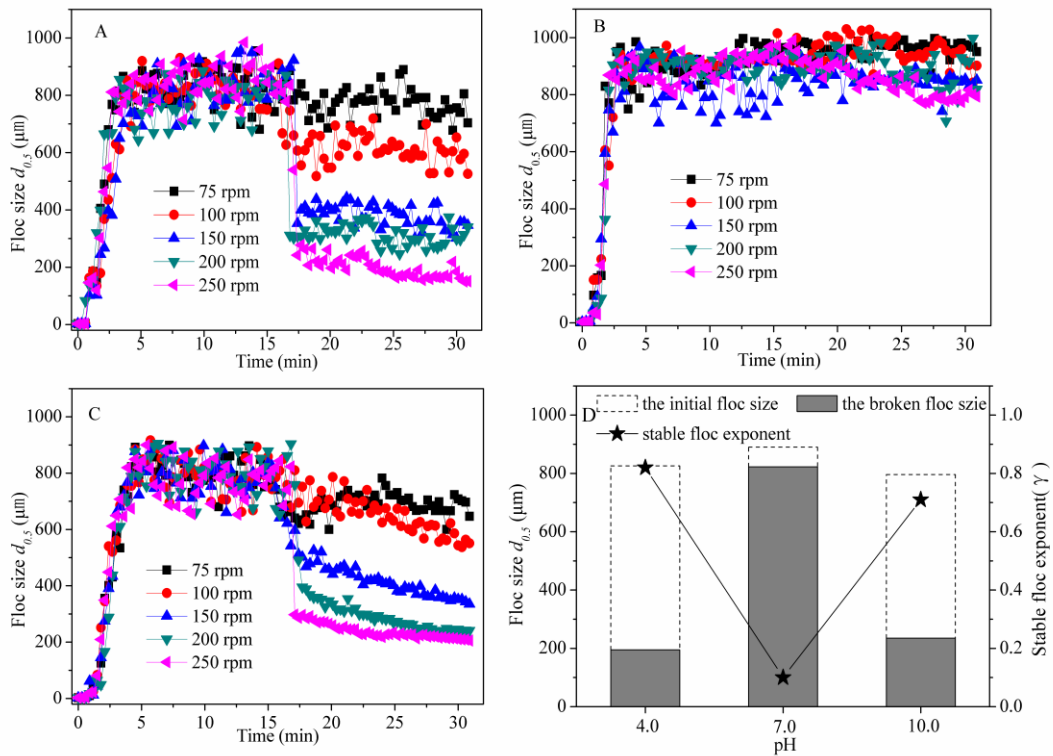 A
1000
800
600
400
200
0
Floc size d0.5 (μm)
75 rpm
100 rpm
150 rpm
200 rpm
250 rpm
0 5 10 15 20 25 30
Time (min)
B
1000
800
600
400
200
0
Floc size d0.5 (μm)
75 rpm
100 rpm
150 rpm
200 rpm
250 rpm
0 5 10 15 20 25 30
Time (min)
C
1000
800
600
400
200
0
Floc size d0.5 (μm)
75 rpm
100 rpm
150 rpm
200 rpm
250 rpm
0 5 10 15 20 25 30
Time (min)
D
the initial floc size
the broken floc szie
stable floc exponent
1000
800
600
400
200
0
Floc size d0.5 (μm)
1.0
0.8
0.6
0.4
0.2
0.0
Stable floc exponent( γ )
4.0 7.0 10.0
pH